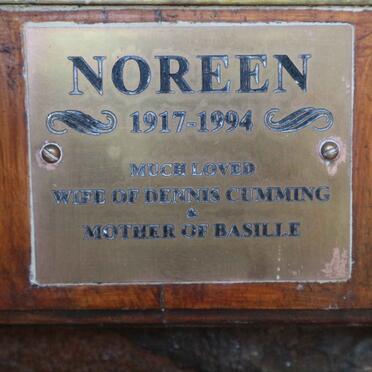 NOREEN
1917-1994
MUCH LOVED
WIFE OF DENNIS CUMMING
&
MOTHER OF BASILLE